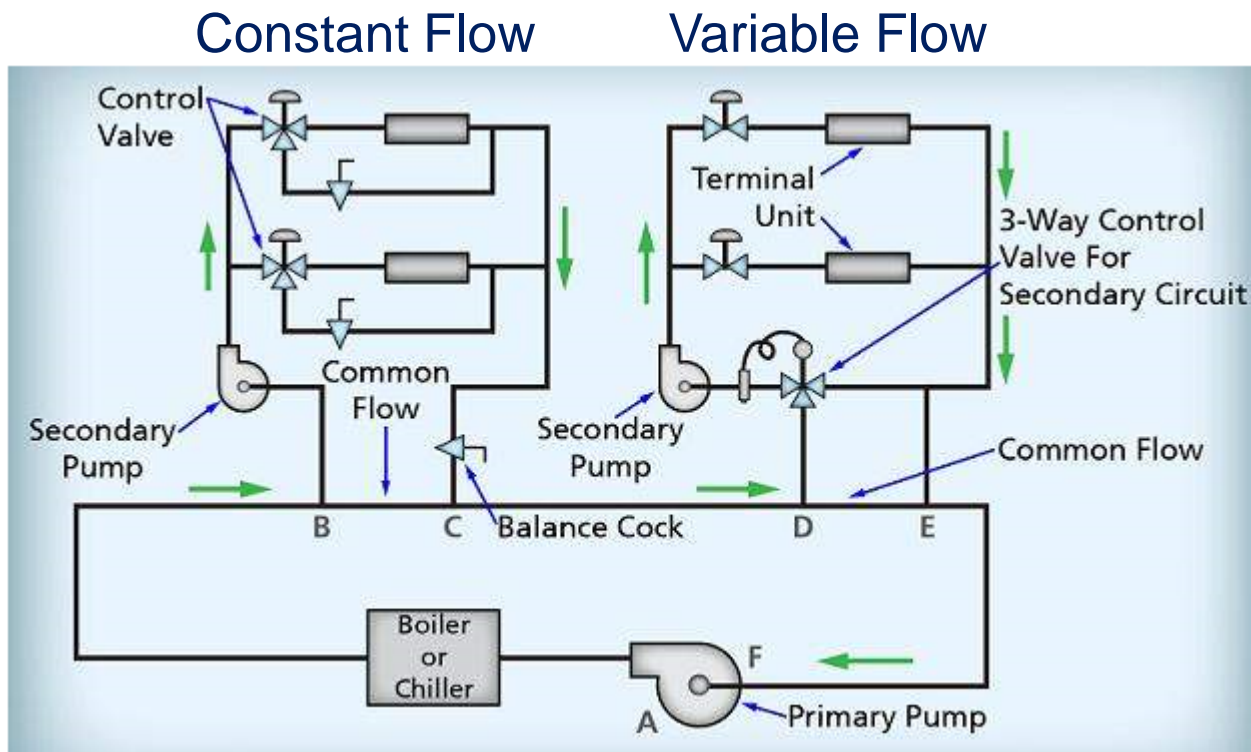 Constant Flow
Variable Flow
Control
Valve
Terminal
Unit
3-Way Control
Valve For
Secondary Circuit
Common
Flow
Secondary
Pump
Secondary
Pump
Common Flow
B
C
Balance Cock
D
E
Boiler
or
Chiller
F
A
Primary Pump